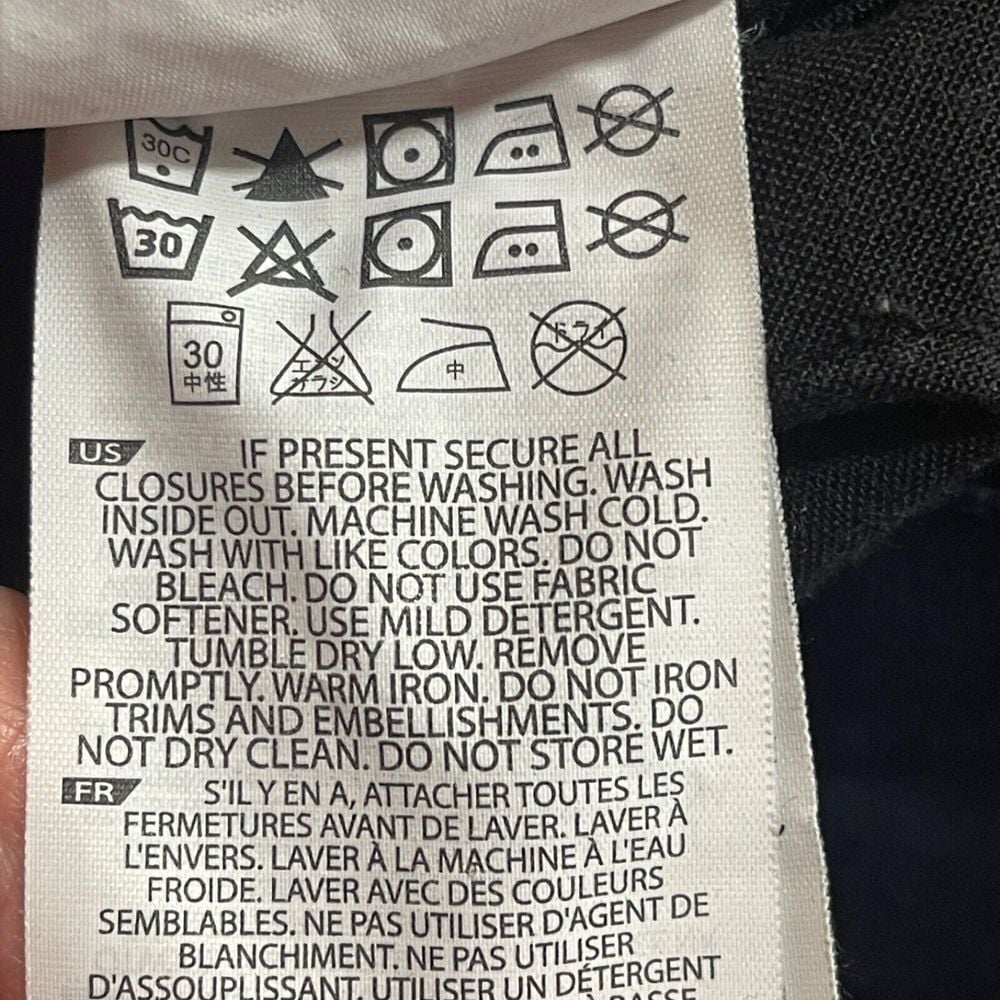 30C
30
30
中性
エンソ
サラシ
中
ドライ
US IF PRESENT SECURE ALL
CLOSURES BEFORE WASHING. WASH
INSIDE OUT. MACHINE WASH COLD.
WASH WITH LIKE COLORS. DO NOT
BLEACH. DO NOT USE FABRIC
SOFTENER. USE MILD DETERGENT.
TUMBLE DRY LOW. REMOVE
PROMPTLY. WARM IRON. DO NOT IRON
TRIMS AND EMBELLISHMENTS. DO
NOT DRY CLEAN. DO NOT STORE WET.
FR S'IL Y EN A, ATTACHER TOUTES LES
FERMETURES AVANT DE LAVER. LAVER À
L'ENVERS. LAVER À LA MACHINE À L'EAU
FROIDE. LAVER AVEC DES COULEURS
SEMBLABLES. NE PAS UTILISER D'AGENT DE
BLANCHIMENT. NE PAS UTILISER
D'ASSOUPLISSANT. UTILISER UN DÉTERGENT